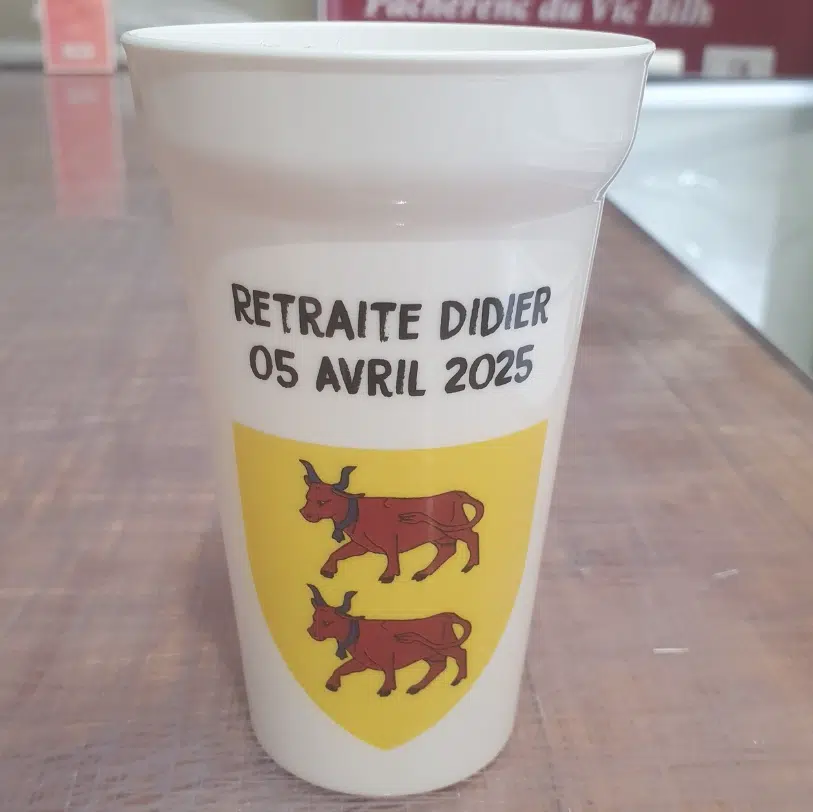 Pacherenc du Vic Bilh
RETRAITE DIDIER
05 AVRIL 2025